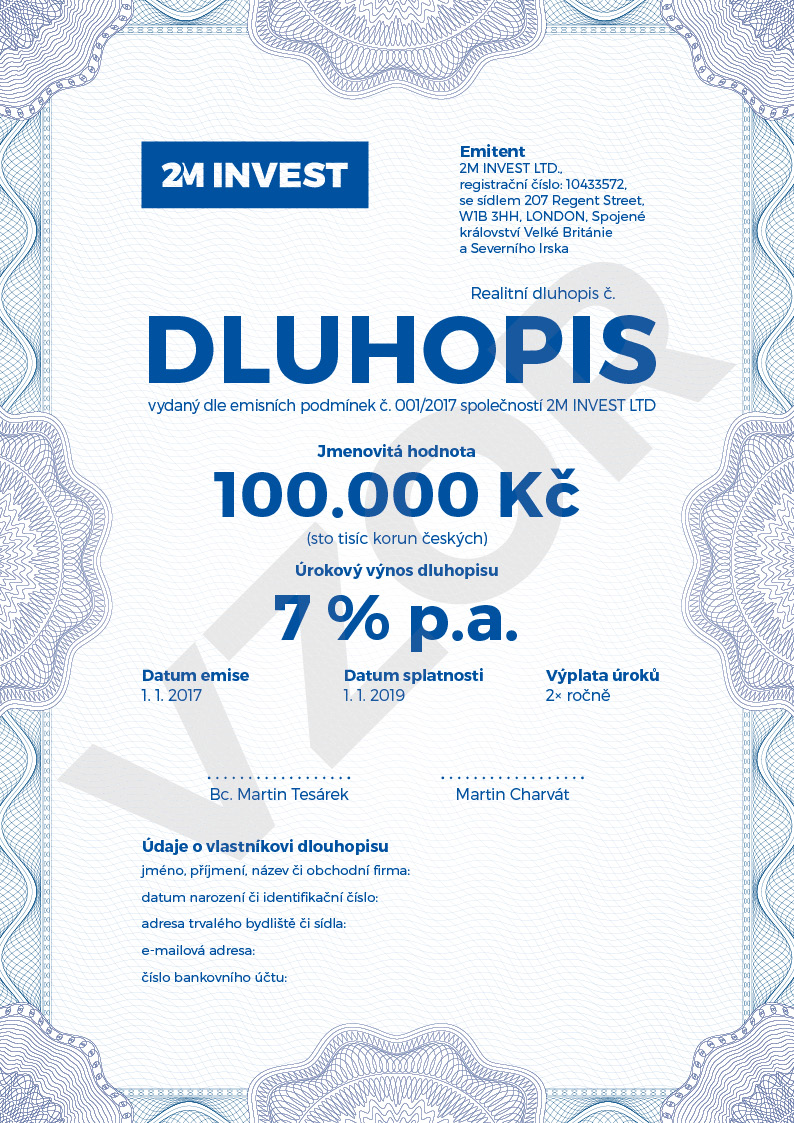 2M INVEST
Emitent
2M INVEST LTD.,
registrační číslo: 10433572,
se sídlem 207 Regent Street,
W1B 3HH, LONDON, Spojené
království Velké Británie
a Severního Irska
Realitní dluhopis č.
DLUHOPIS
vydaný dle emisních podmínek č. 001/2017 společností 2M INVEST LTD
Jmenovitá hodnota
100.000 Kč
(sto tisíc korun českých)
Úrokový výnos dluhopisu
7 % p.a.
Datum emise
1. 1. 2017
Datum splatnosti
1. 1. 2019
Výplata úroků
2× ročně
VZOR
Bc. Martin Tesárek
Martin Charvát
Údaje o vlastníkovi dlouhopisu
jméno, příjmení, název či obchodní firma:
datum narození či identifikační číslo:
adresa trvalého bydliště či sídla:
e-mailová adresa:
číslo bankovního účtu: